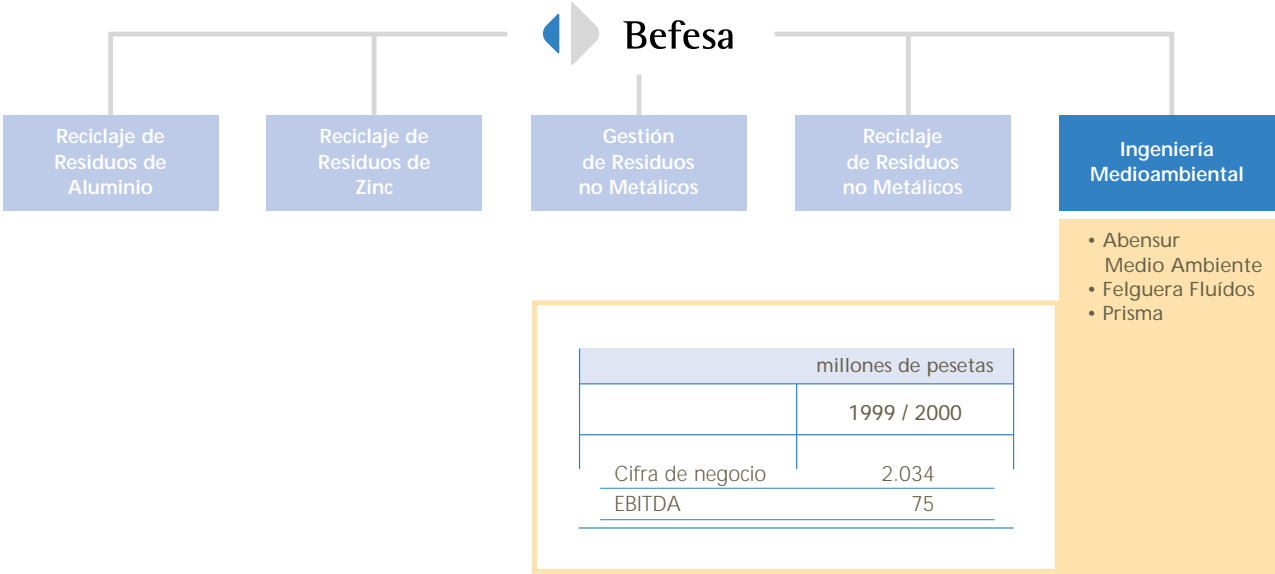 Befesa
Reciclaje de
Residuos de
Aluminio
Reciclaje de
Residuos de
Zinc
Gestión
de Residuos
no Metálicos
Reciclaje
de Residuos
no Metálicos
Ingeniería
Medioambiental
• Abensur
Medio Ambiente
• Felguera Fluídos
• Prisma
millones de pesetas
1999 / 2000
Cifra de negocio 2.034
EBITDA 75